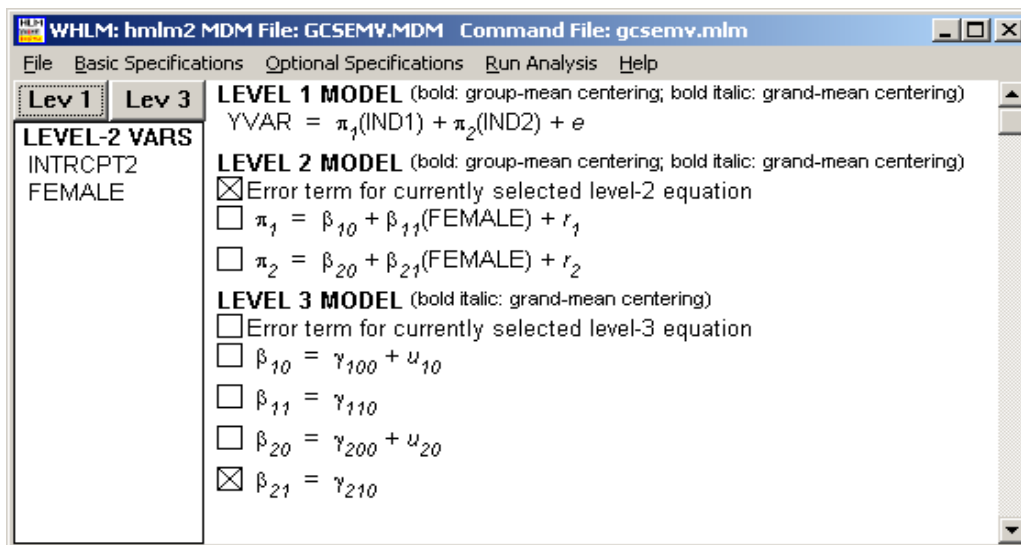 WHLM: hmlm2 MDM File: GCSEMV.MDM Command File: gcsemv.mlm
File Basic Specifications Optional Specifications Run Analysis Help
Lev 1 Lev 3
LEVEL-2 VARS
INTRCPT2
FEMALE
LEVEL 1 MODEL (bold: group-mean centering; bold italic: grand-mean centering)
YVAR = π1(IND1) + π2(IND2) + e
LEVEL 2 MODEL (bold: group-mean centering; bold italic: grand-mean centering)
Error term for currently selected level-2 equation
π1 = β10 + β11(FEMALE) + r1
π2 = β20 + β21(FEMALE) + r2
LEVEL 3 MODEL (bold italic: grand-mean centering)
Error term for currently selected level-3 equation
β10 = γ100 + u10
β11 = γ110
β20 = γ200 + u20
β21 = γ210